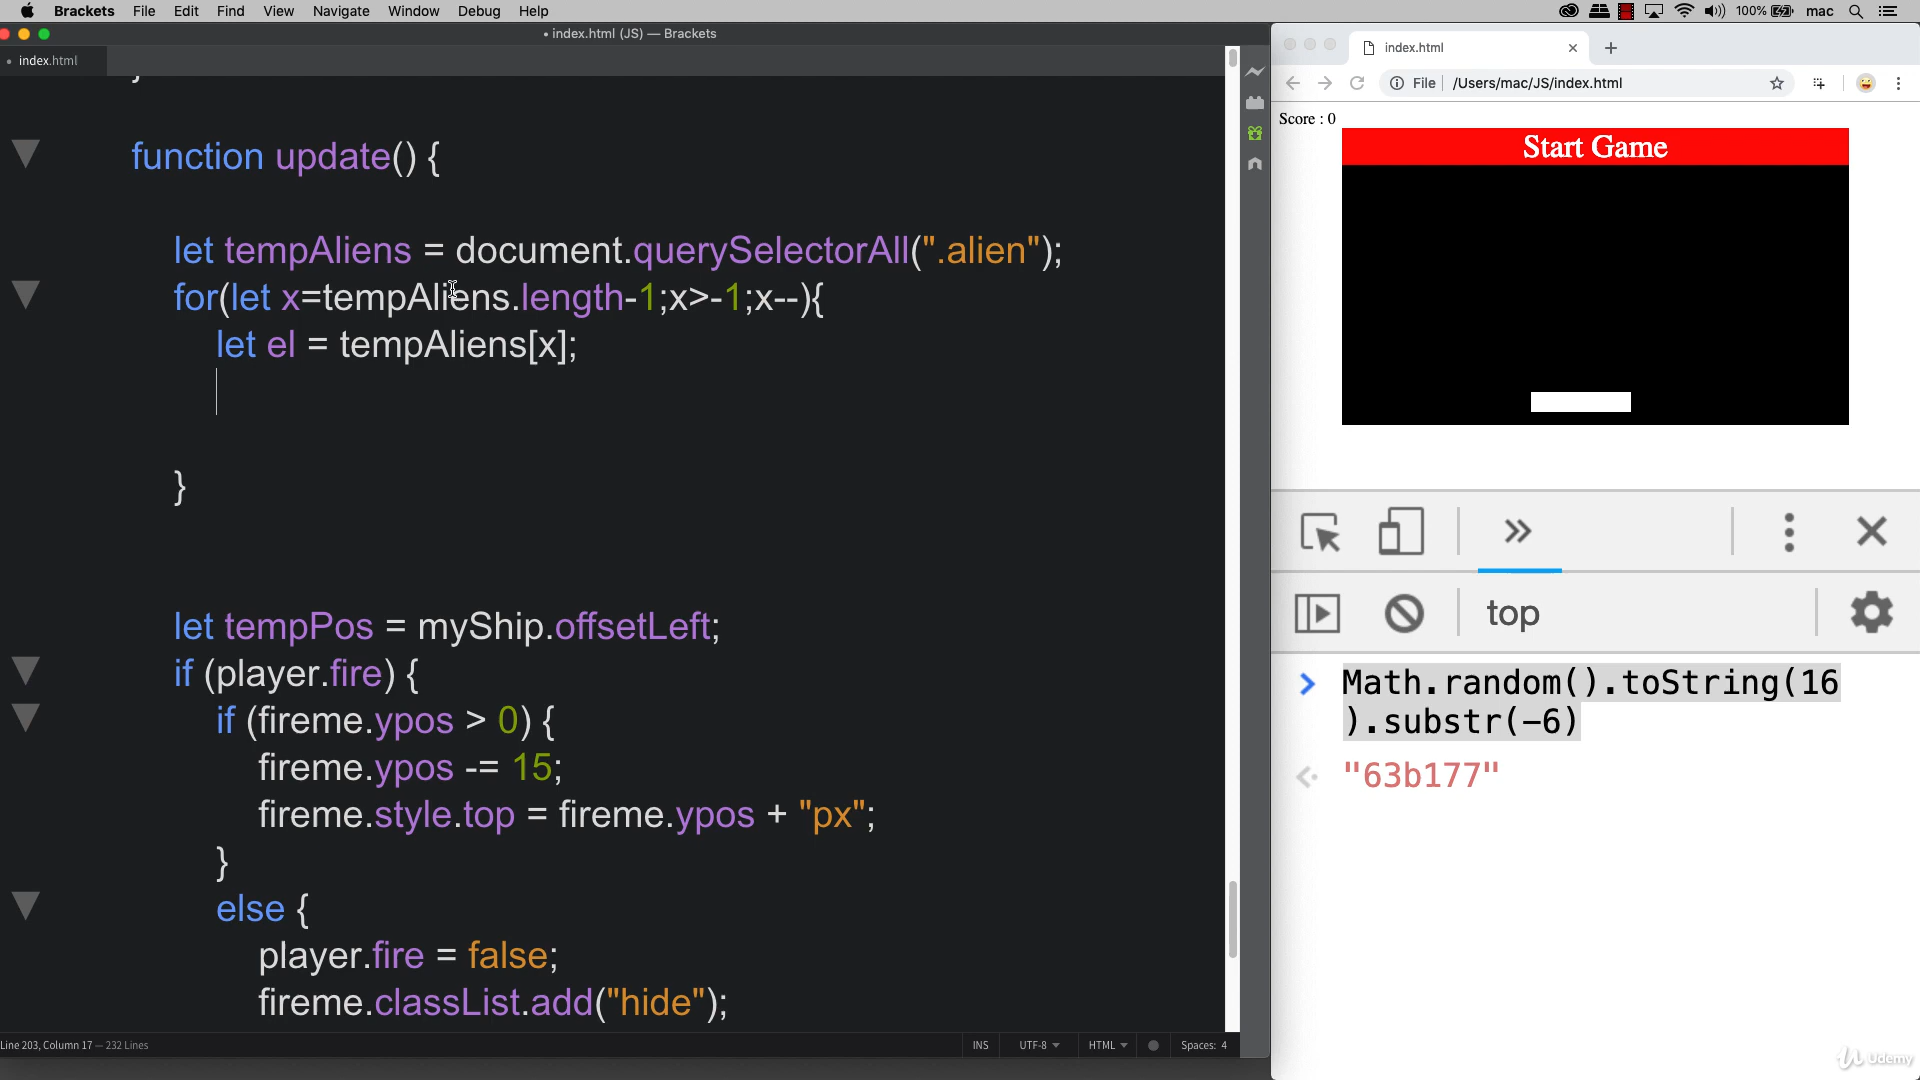 Brackets File Edit Find View Navigate Window Debug Help
100% mac
• index.html (JS) — Brackets
• index.html
}
function update() {
let tempAliens = document.querySelectorAll(".alien");
for(let x=tempAliens.length-1;x>-1;x--){
let el = tempAliens[x];
}
let tempPos = myShip.offsetLeft;
if (player.fire) {
if (fireme.ypos > 0) {
fireme.ypos -= 15;
fireme.style.top = fireme.ypos + "px";
}
else {
player.fire = false;
fireme.classList.add("hide");
Line 203, Column 17 — 232 Lines
INS UTF-8 HTML Spaces: 4
index.html
File /Users/mac/JS/index.html
Score : 0
Start Game
top
Math.random().toString(16
).substr(-6)
"63b177"
Udemy